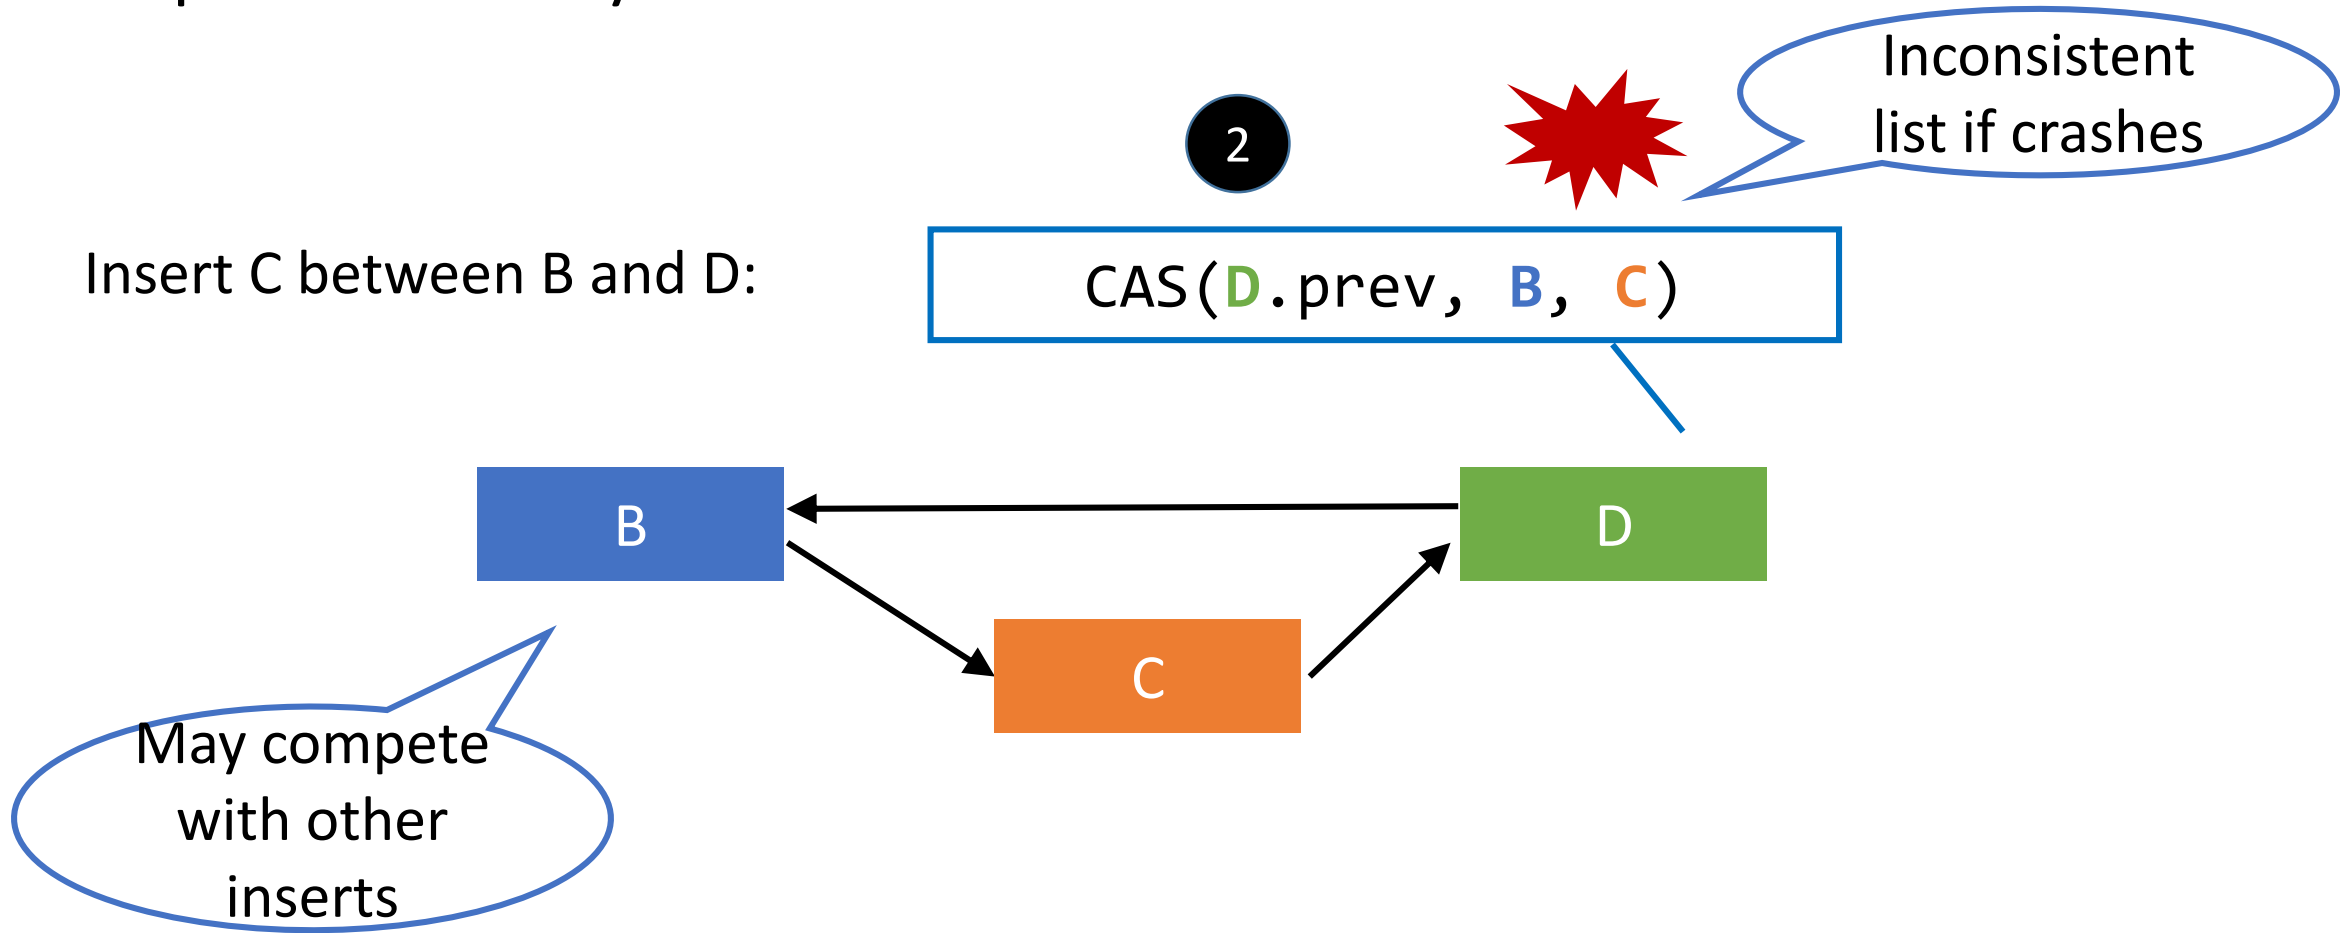 Inconsistent
list if crashes
2
Insert C between B and D:
CAS(D.prev, B, C)
B
D
C
May compete
with other
inserts